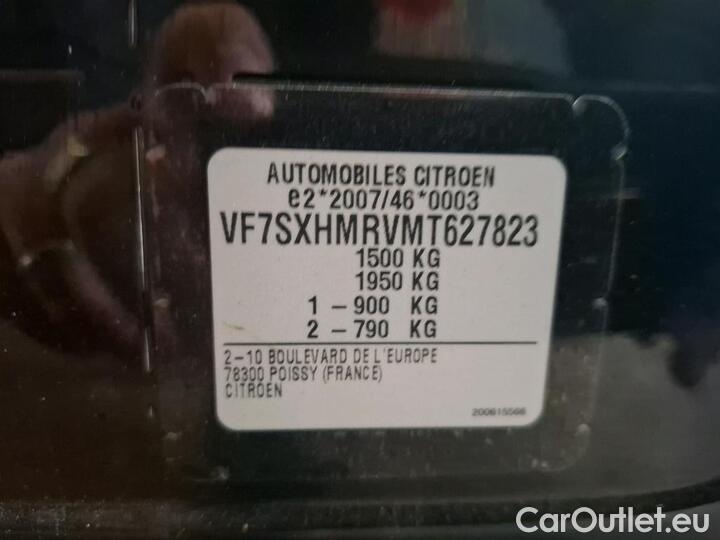 AUTOMOBILES CITROEN
e2*2007/46*0003
VF7SXHMRVMT627823
1500 KG
1950 KG
1 – 900 KG
2 – 790 KG
2–10 BOULEVARD DE L'EUROPE
78300 POISSY (FRANCE)
CITROEN
200615566
CarOutlet.eu